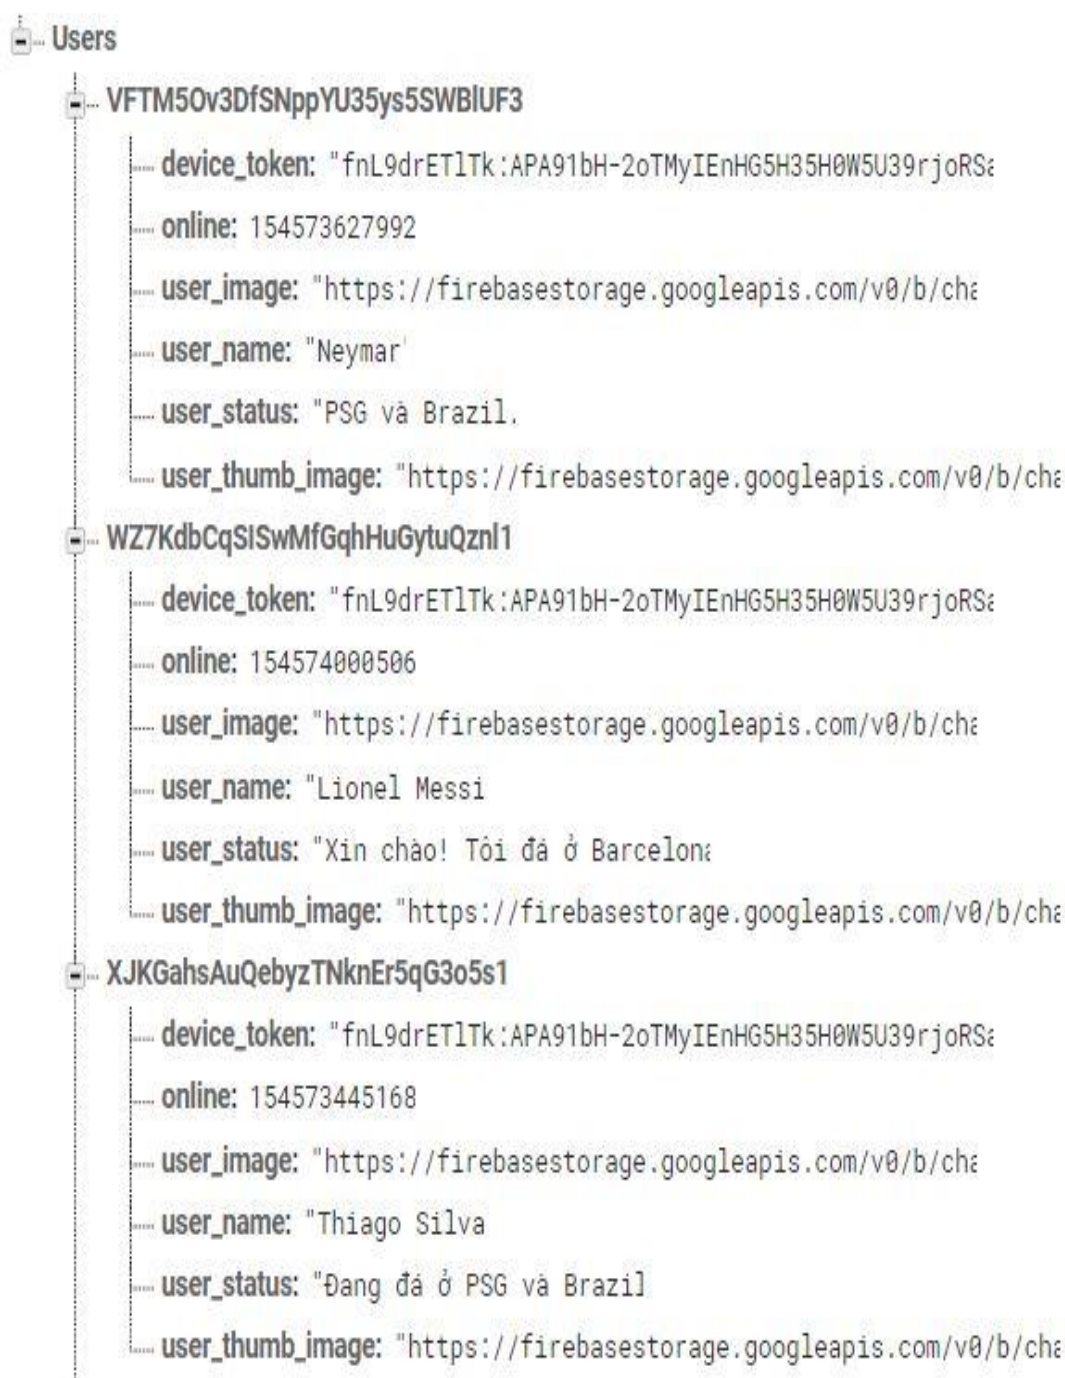 Users
VFTM5Ov3DfSNppYU35ys5SWBlUF3
device_token: "fnL9drETlTk:APA91bH-2oTMyIEnHG5H35H0W5U39rjoRSa
online: 154573627992
user_image: "https://firebasestorage.googleapis.com/v0/b/cha
user_name: "Neymar'
user_status: "PSG và Brazil.
user_thumb_image: "https://firebasestorage.googleapis.com/v0/b/cha
WZ7KdbCqSISwMfGqhHuGytuQznl1
device_token: "fnL9drETlTk:APA91bH-2oTMyIEnHG5H35H0W5U39rjoRSa
online: 154574000506
user_image: "https://firebasestorage.googleapis.com/v0/b/cha
user_name: "Lionel Messi
user_status: "Xin chào! Tôi đá ở Barcelona
user_thumb_image: "https://firebasestorage.googleapis.com/v0/b/cha
XJKGahsAuQebyzTNknEr5qG3o5s1
device_token: "fnL9drETlTk:APA91bH-2oTMyIEnHG5H35H0W5U39rjoRSa
online: 154573445168
user_image: "https://firebasestorage.googleapis.com/v0/b/cha
user_name: "Thiago Silva
user_status: "Đang đá ở PSG và Brazil
user_thumb_image: "https://firebasestorage.googleapis.com/v0/b/cha